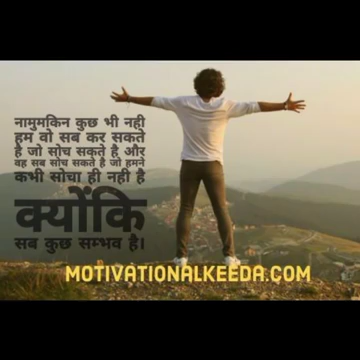 नामुमकिन कुछ भी नही
हम वो सब कर सकते
है जो सोच सकते है और
वह सब सोच सकते है जो हमने
कभी सोचा ही नही है
क्योंकि
सब कुछ सम्भव है।
MOTIVATIONALKEEDA.COM